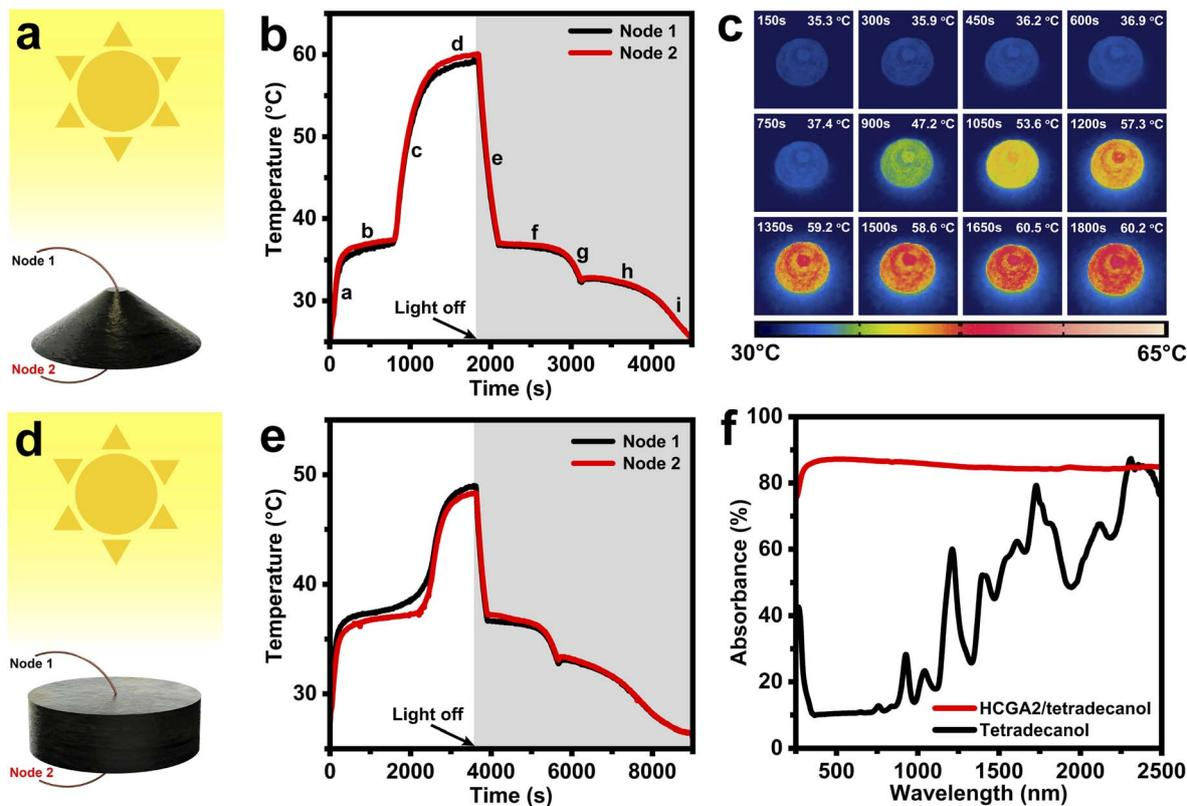 a
Node 1
Node 2
b
Temperature (°C)
60
50
40
30
Node 1
Node 2
a
b
c
d
e
f
g
h
i
Light off
0
1000
2000
3000
4000
Time (s)
c
150s 35.3 °C
300s 35.9 °C
450s 36.2 °C
600s 36.9 °C
750s 37.4 °C
900s 47.2 °C
1050s 53.6 °C
1200s 57.3 °C
1350s 59.2 °C
1500s 58.6 °C
1650s 60.5 °C
1800s 60.2 °C
30°C
65°C
d
Node 1
Node 2
e
Temperature (°C)
50
40
30
Node 1
Node 2
Light off
0
2000
4000
6000
8000
Time (s)
f
Absorbance (%)
100
80
60
40
20
0
HCGA2/tetradecanol
Tetradecanol
500
1000
1500
2000
2500
Wavelength (nm)